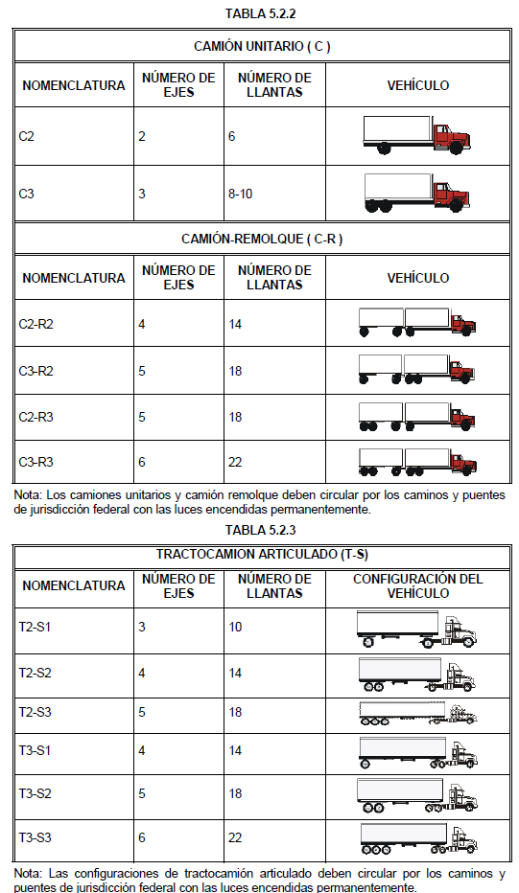 TABLA 5.2.2
CAMIÓN UNITARIO ( C )
NOMENCLATURA NÚMERO DE EJES NÚMERO DE LLANTAS VEHÍCULO
C2 2 6
C3 3 8-10
CAMIÓN-REMOLQUE ( C-R )
NOMENCLATURA NÚMERO DE EJES NÚMERO DE LLANTAS VEHÍCULO
C2-R2 4 14
C3-R2 5 18
C2-R3 5 18
C3-R3 6 22
Nota: Los camiones unitarios y camión remolque deben circular por los caminos y puentes
de jurisdicción federal con las luces encendidas permanentemente.
TABLA 5.2.3
TRACTOCAMION ARTICULADO (T-S)
NOMENCLATURA NÚMERO DE EJES NÚMERO DE LLANTAS CONFIGURACIÓN DEL VEHÍCULO
T2-S1 3 10
T2-S2 4 14
T2-S3 5 18
T3-S1 4 14
T3-S2 5 18
T3-S3 6 22
Nota: Las configuraciones de tractocamión articulado deben circular por los caminos y
puentes de jurisdicción federal con las luces encendidas permanentemente.